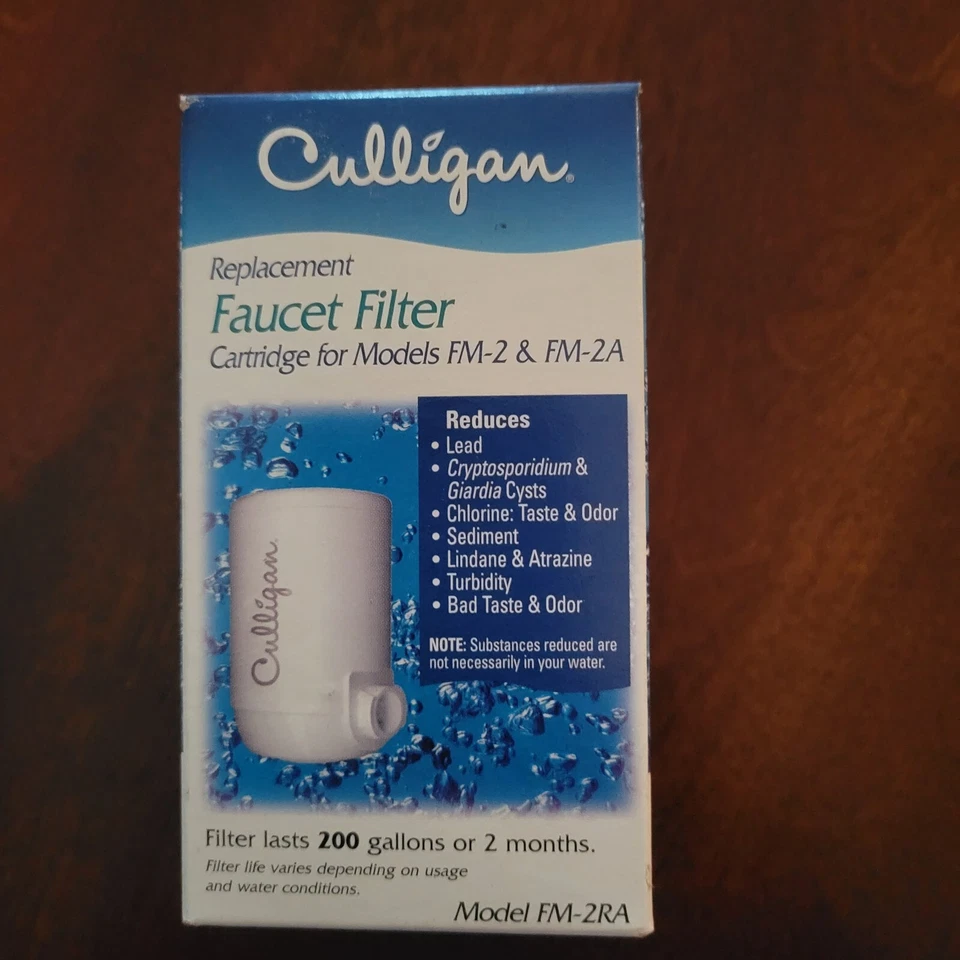 Culligan®
Replacement
Faucet Filter
Cartridge for Models FM-2 & FM-2A
Reduces
• Lead
• Cryptosporidium &
Giardia Cysts
• Chlorine: Taste & Odor
• Sediment
• Lindane & Atrazine
• Turbidity
• Bad Taste & Odor
NOTE: Substances reduced are
not necessarily in your water.
Culligan
Filter lasts 200 gallons or 2 months.
Filter life varies depending on usage
and water conditions.
Model FM-2RA